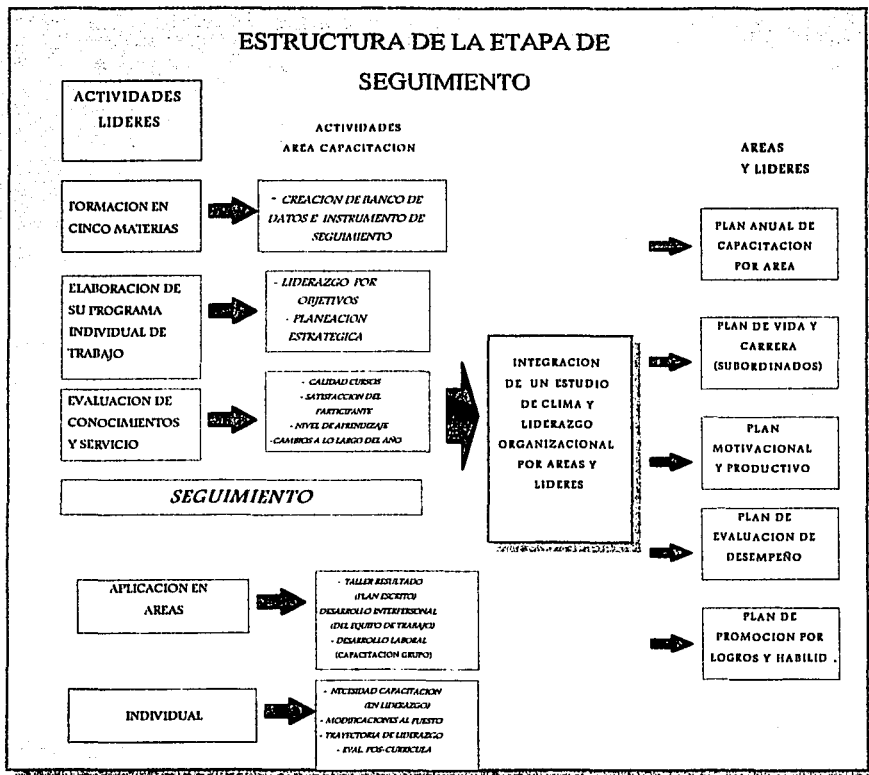 ESTRUCTURA DE LA ETAPA DE
SEGUIMIENTO
ACTIVIDADES
LIDERES
ACTIVIDADES
AREA CAPACITACION
AREAS
Y LIDERES
FORMACION EN
CINCO MATERIAS
- CREACION DE BANCO DE
DATOS E INSTRUMENTO DE
SEGUIMIENTO
ELABORACION DE
SU PROGRAMA
INDIVIDUAL DE
TRABAJO
- LIDERAZGO POR
OBJETIVOS
- PLANEACION
ESTRATEGICA
EVALUACION DE
CONOCIMIENTOS
Y SERVICIO
- CALIDAD CURSOS
- SATISFACCION DEL
PARTICIPANTE
- NIVEL DE APRENDIZAJE
-CAMBIOS A LO LARGO DEL AÑO
SEGUIMIENTO
APLICACION EN
AREAS
- TALLER RESULTADO
(PLAN ESCRITO)
DESARROLLO INTERPERSONAL
(DEL EQUIPO DE TRABAJO)
- DESARROLLO LABORAL
(CAPACITACION GRUPO)
INDIVIDUAL
- NECESIDAD CAPACITACION
(EN LIDERAZGO)
- MODIFICACIONES AL PUESTO
- TRAYECTORIA DE LIDERAZGO
- EVAL POS-CURRICULA
INTEGRACION
DE UN ESTUDIO
DE CLIMA Y
LIDERAZGO
ORGANIZACIONAL
POR AREAS Y
LIDERES
PLAN ANUAL DE
CAPACITACION
POR AREA
PLAN DE VIDA Y
CARRERA
(SUBORDINADOS)
PLAN
MOTIVACIONAL
Y PRODUCTIVO
PLAN DE
EVALUACION DE
DESEMPEÑO
PLAN DE
PROMOCION POR
LOGROS Y HABILID .